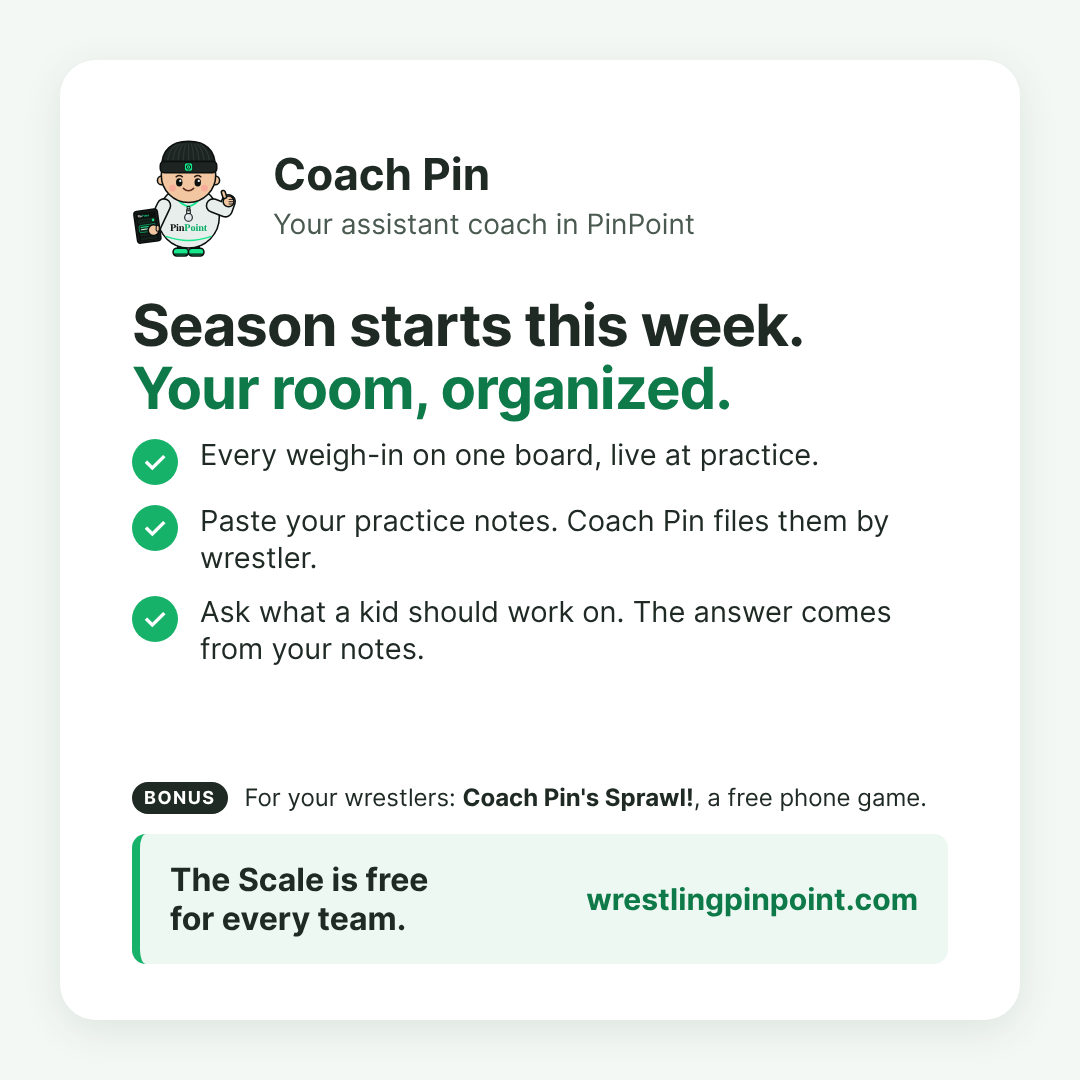 Coach Pin
Your assistant coach in PinPoint
PinPoint
Season starts this week.
Your room, organized.
Every weigh-in on one board, live at practice.
Paste your practice notes. Coach Pin files them by
wrestler.
Ask what a kid should work on. The answer comes
from your notes.
BONUS For your wrestlers: Coach Pin's Sprawl!, a free phone game.
The Scale is free
for every team.
wrestlingpinpoint.com